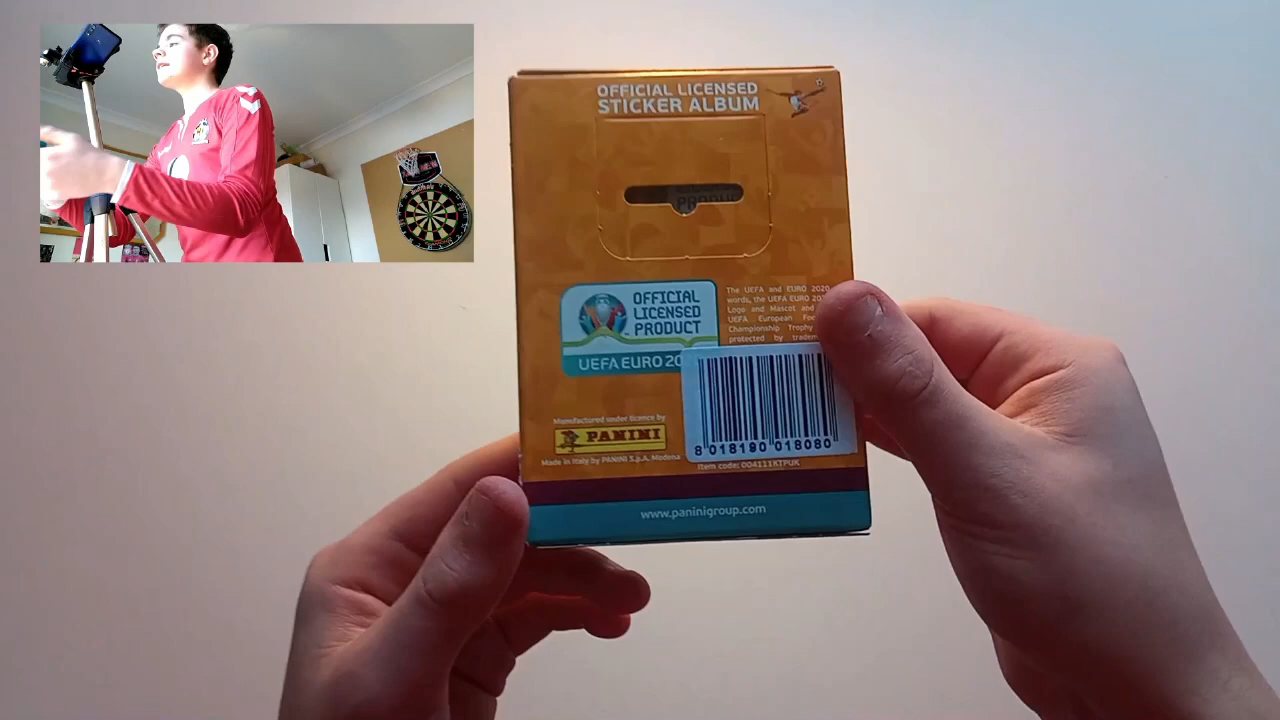 OFFICIAL LICENSED
STICKER ALBUM
OFFICIAL
LICENSED
PRODUCT
UEFA EURO 20
The UEFA and EURO 2020
words, the UEFA EURO
Logo and Mascot and
UEFA European
Championship Trophy
protected by
8 018190 018080
Item code: 004111KTPUK
Manufactured under licence by
PANINI
Made in Italy by PANINI S.p.A. Modena
www.paninigroup.com